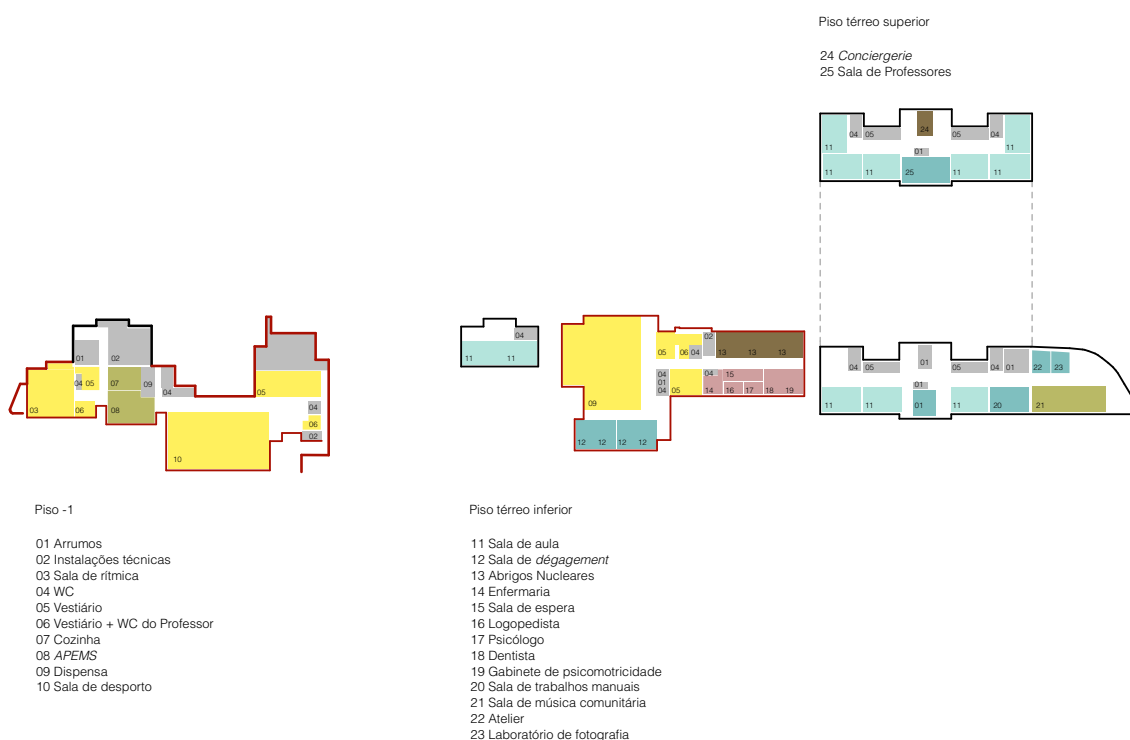 Piso térreo superior
24 Conciergerie
25 Sala de Professores
04 05 24 05 04
11 01 11
11 11 25 11 11
01 02
04 05 07 09 04 05
03 06 08 04
06
10 02
04
11 11
02
05 06 04 13 13 13
04 04 15
01
09 04 05 14 16 17 18 19
12 12 12 12
04 05 01 05 04 01 22 23
01
11 11 01 11 20 21
Piso -1
01 Arrumos
02 Instalações técnicas
03 Sala de rítmica
04 WC
05 Vestiário
06 Vestiário + WC do Professor
07 Cozinha
08 APEMS
09 Dispensa
10 Sala de desporto
Piso térreo inferior
11 Sala de aula
12 Sala de dégagement
13 Abrigos Nucleares
14 Enfermaria
15 Sala de espera
16 Logopedista
17 Psicólogo
18 Dentista
19 Gabinete de psicomotricidade
20 Sala de trabalhos manuais
21 Sala de música comunitária
22 Atelier
23 Laboratório de fotografia